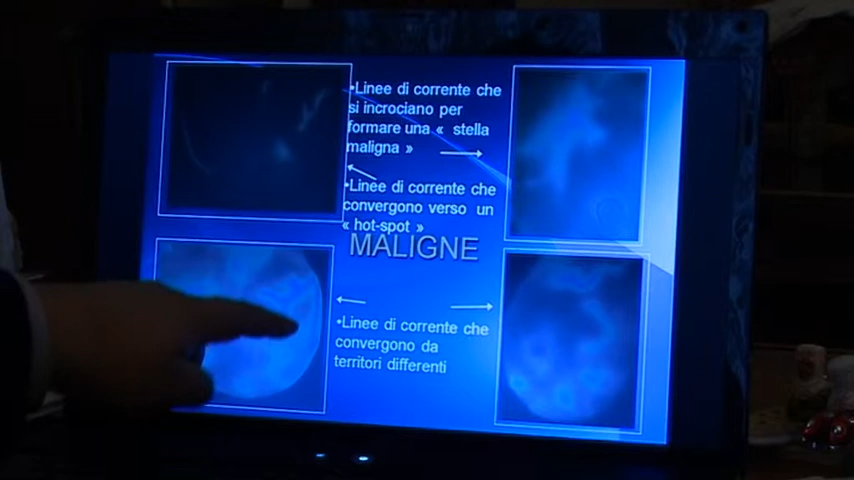 •Linee di corrente che
si incrociano per
formare una « stella
maligna »
•Linee di corrente che
convergono verso un
« hot-spot »
MALIGNE
•Linee di corrente che
convergono da
territori differenti